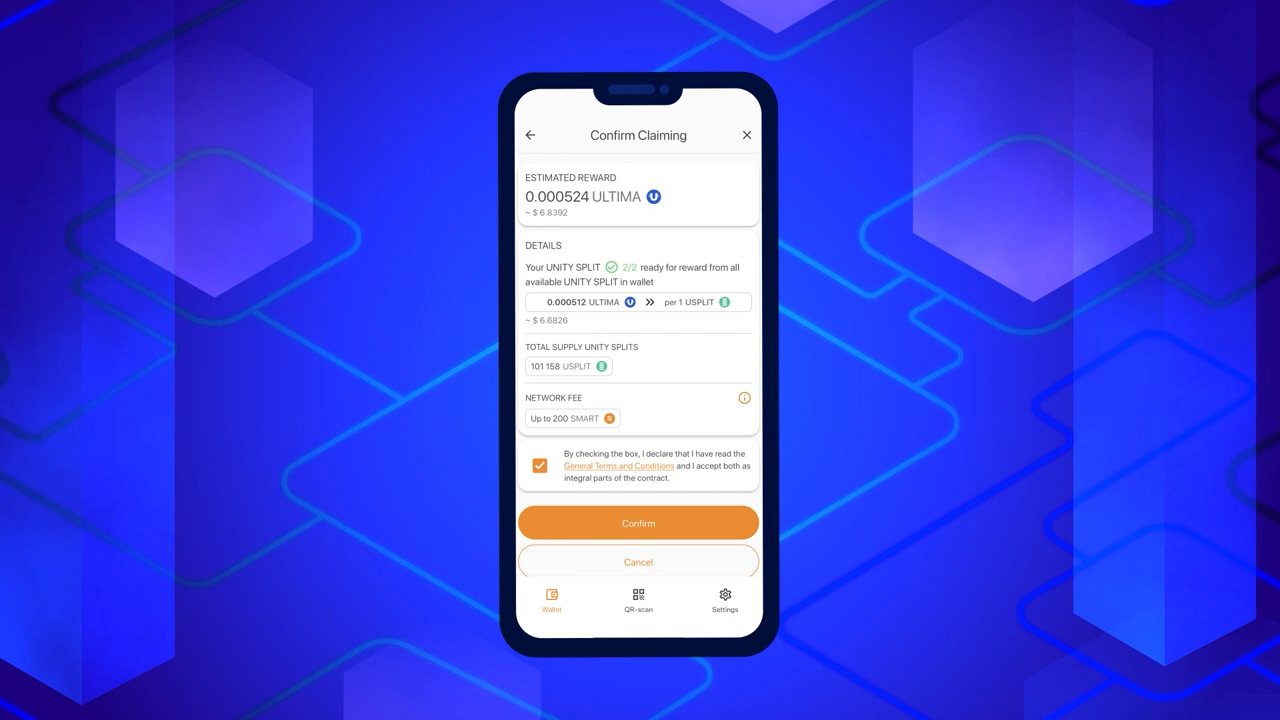 Confirm Claiming
ESTIMATED REWARD
0.000524 ULTIMA
~ $ 6.8392
DETAILS
Your UNITY SPLIT 2/2 ready for reward from all
available UNITY SPLIT in wallet
0.000512 ULTIMA » per 1 USPLIT
~ $ 6.6826
TOTAL SUPPLY UNITY SPLITS
101 158 USPLIT
NETWORK FEE
Up to 200 SMART
By checking the box, I declare that I have read the
General Terms and Conditions and I accept both as
integral parts of the contract.
Confirm
Cancel
Wallet QR-scan Settings